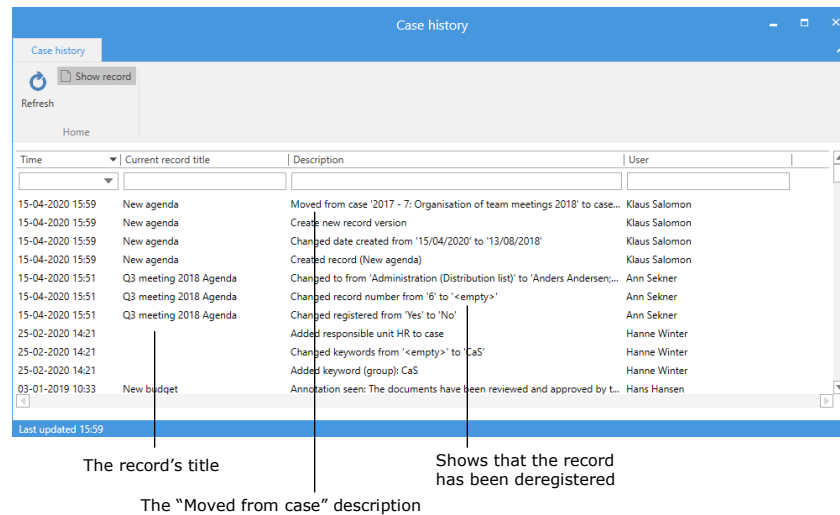 Case history
Case history
Show record
Refresh
Home
Time Current record title Description User
15-04-2020 15:59 New agenda Moved from case '2017 - 7: Organisation of team meetings 2018' to case... Klaus Salomon
15-04-2020 15:59 New agenda Create new record version Klaus Salomon
15-04-2020 15:59 New agenda Changed date created from '15/04/2020' to '13/08/2018' Klaus Salomon
15-04-2020 15:59 New agenda Created record (New agenda) Klaus Salomon
15-04-2020 15:51 Q3 meeting 2018 Agenda Changed to from 'Administration (Distribution list)' to 'Anders Andersen;... Ann Sekner
15-04-2020 15:51 Q3 meeting 2018 Agenda Changed record number from '6' to '<empty>' Ann Sekner
15-04-2020 15:51 Q3 meeting 2018 Agenda Changed registered from 'Yes' to 'No' Ann Sekner
25-02-2020 14:21 Added responsible unit HR to case Hanne Winter
25-02-2020 14:21 Changed keywords from '<empty>' to 'CaS' Hanne Winter
25-02-2020 14:21 Added keyword (group): CaS Hanne Winter
03-01-2019 10:33 New budget Annotation seen: The documents have been reviewed and approved by t... Hans Hansen
Last updated 15:59
The record's title
Shows that the record
has been deregistered
The “Moved from case” description